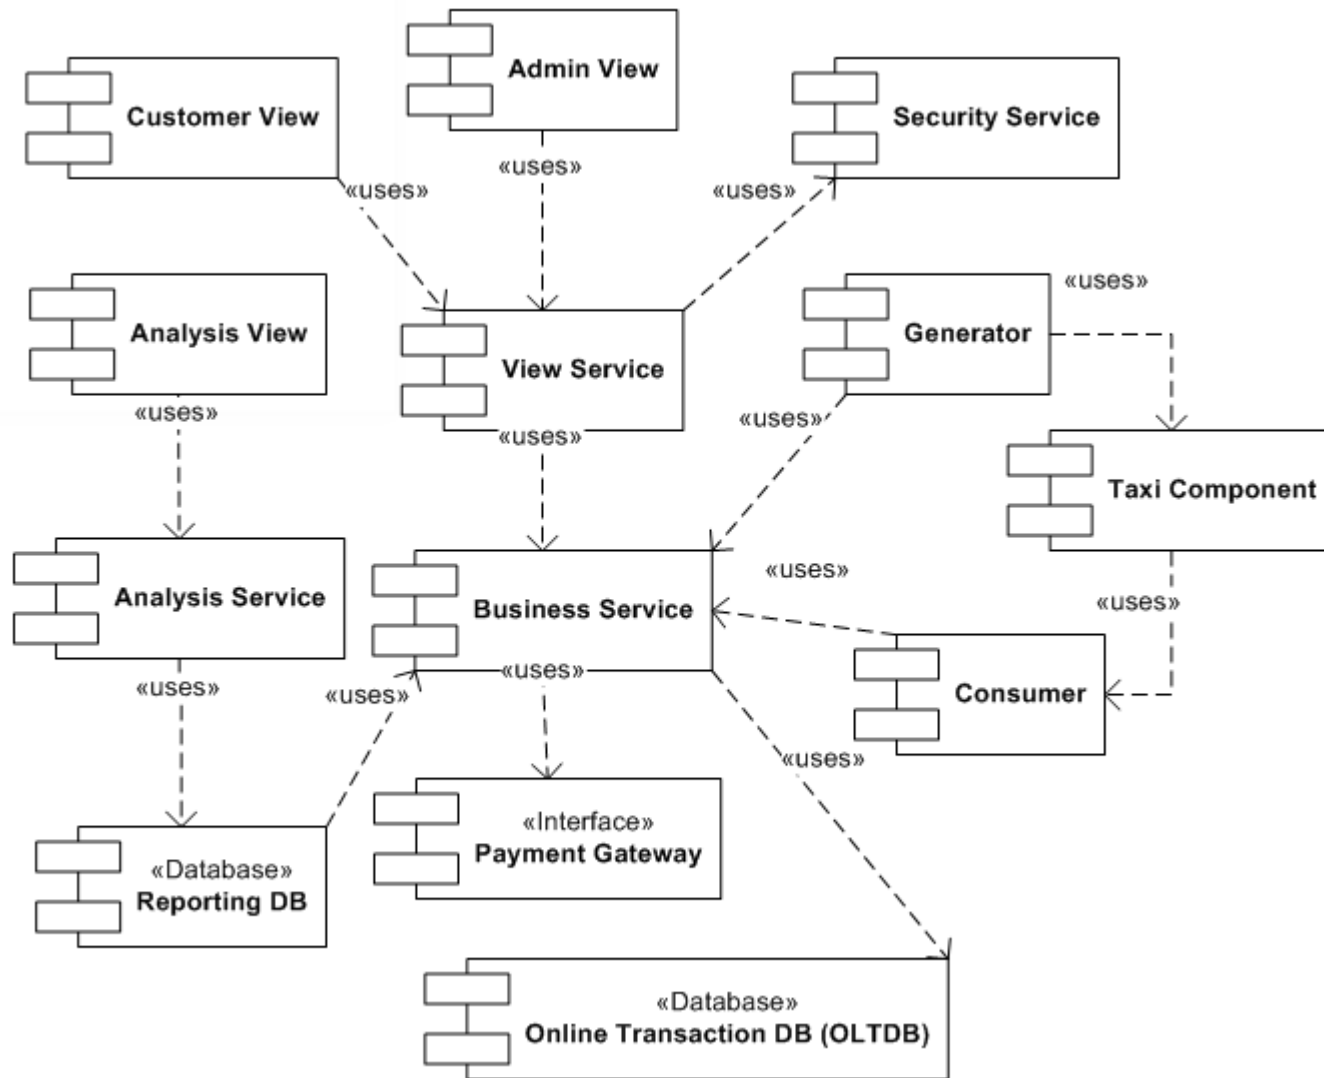 Admin View
Customer View
Security Service
«uses»
«uses»
«uses»
Analysis View
View Service
Generator
«uses»
«uses»
«uses»
«uses»
Taxi Component
Analysis Service
Business Service
«uses»
«uses»
«uses»
«uses»
«uses»
Consumer
«uses»
«Database»
Reporting DB
«Interface»
Payment Gateway
«Database»
Online Transaction DB (OLTDB)